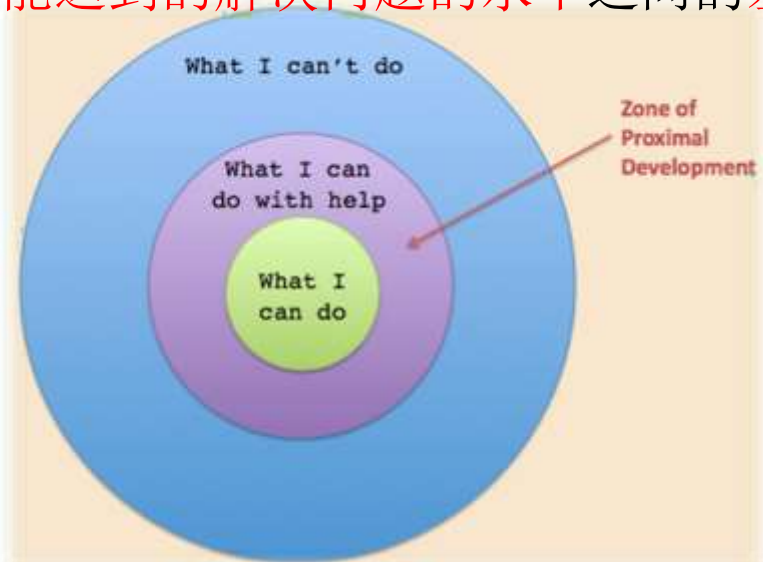 能达到的解决问题的水平之间的差
What I can't do
Zone of
Proximal
Development
What I can
do with help
What I
can do